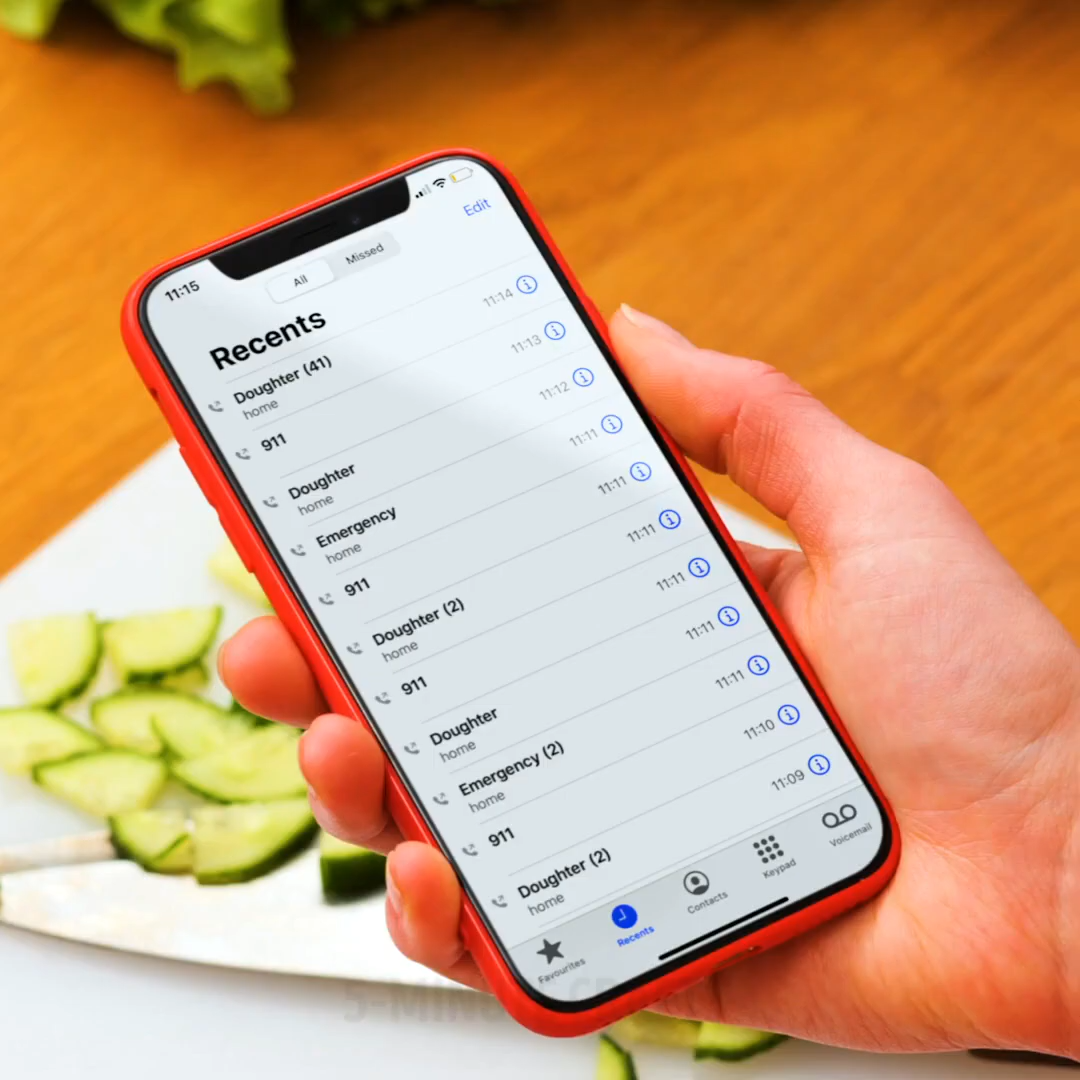 11:15
Edit
All Missed
Recents
Doughter (41) 11:14
home
911 11:13
Doughter 11:12
home
Emergency 11:11
home
911 11:11
Doughter (2) 11:11
home
911 11:11
Doughter 11:11
home
Emergency (2) 11:11
home
911 11:10
Doughter (2) 11:09
home
Favourites Recents Contacts Keypad Voicemail